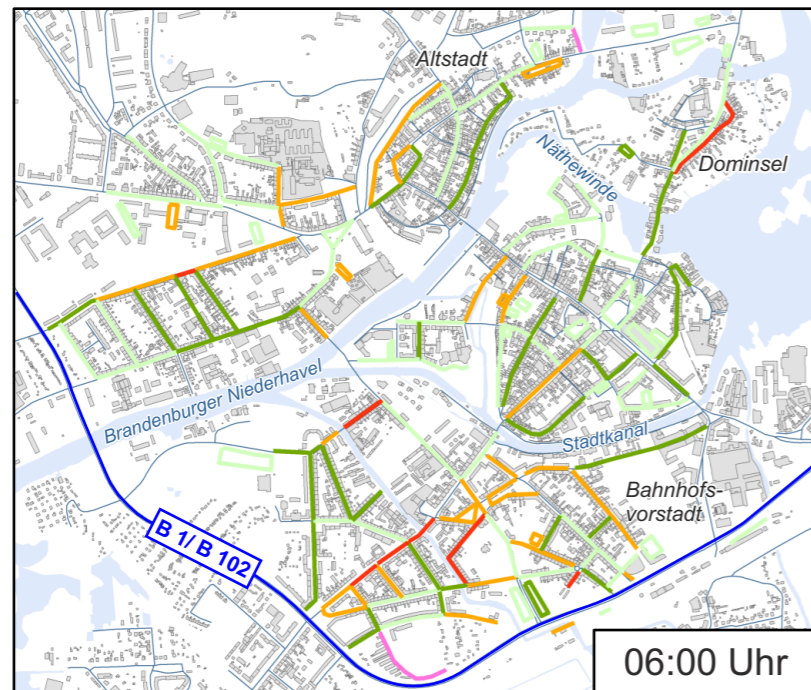 Altstadt
Näthewinde
Dominsel
Brandenburger Niederhavel
Stadtkanal
Bahnhofs-
vorstadt
B 1/ B 102
06:00 Uhr